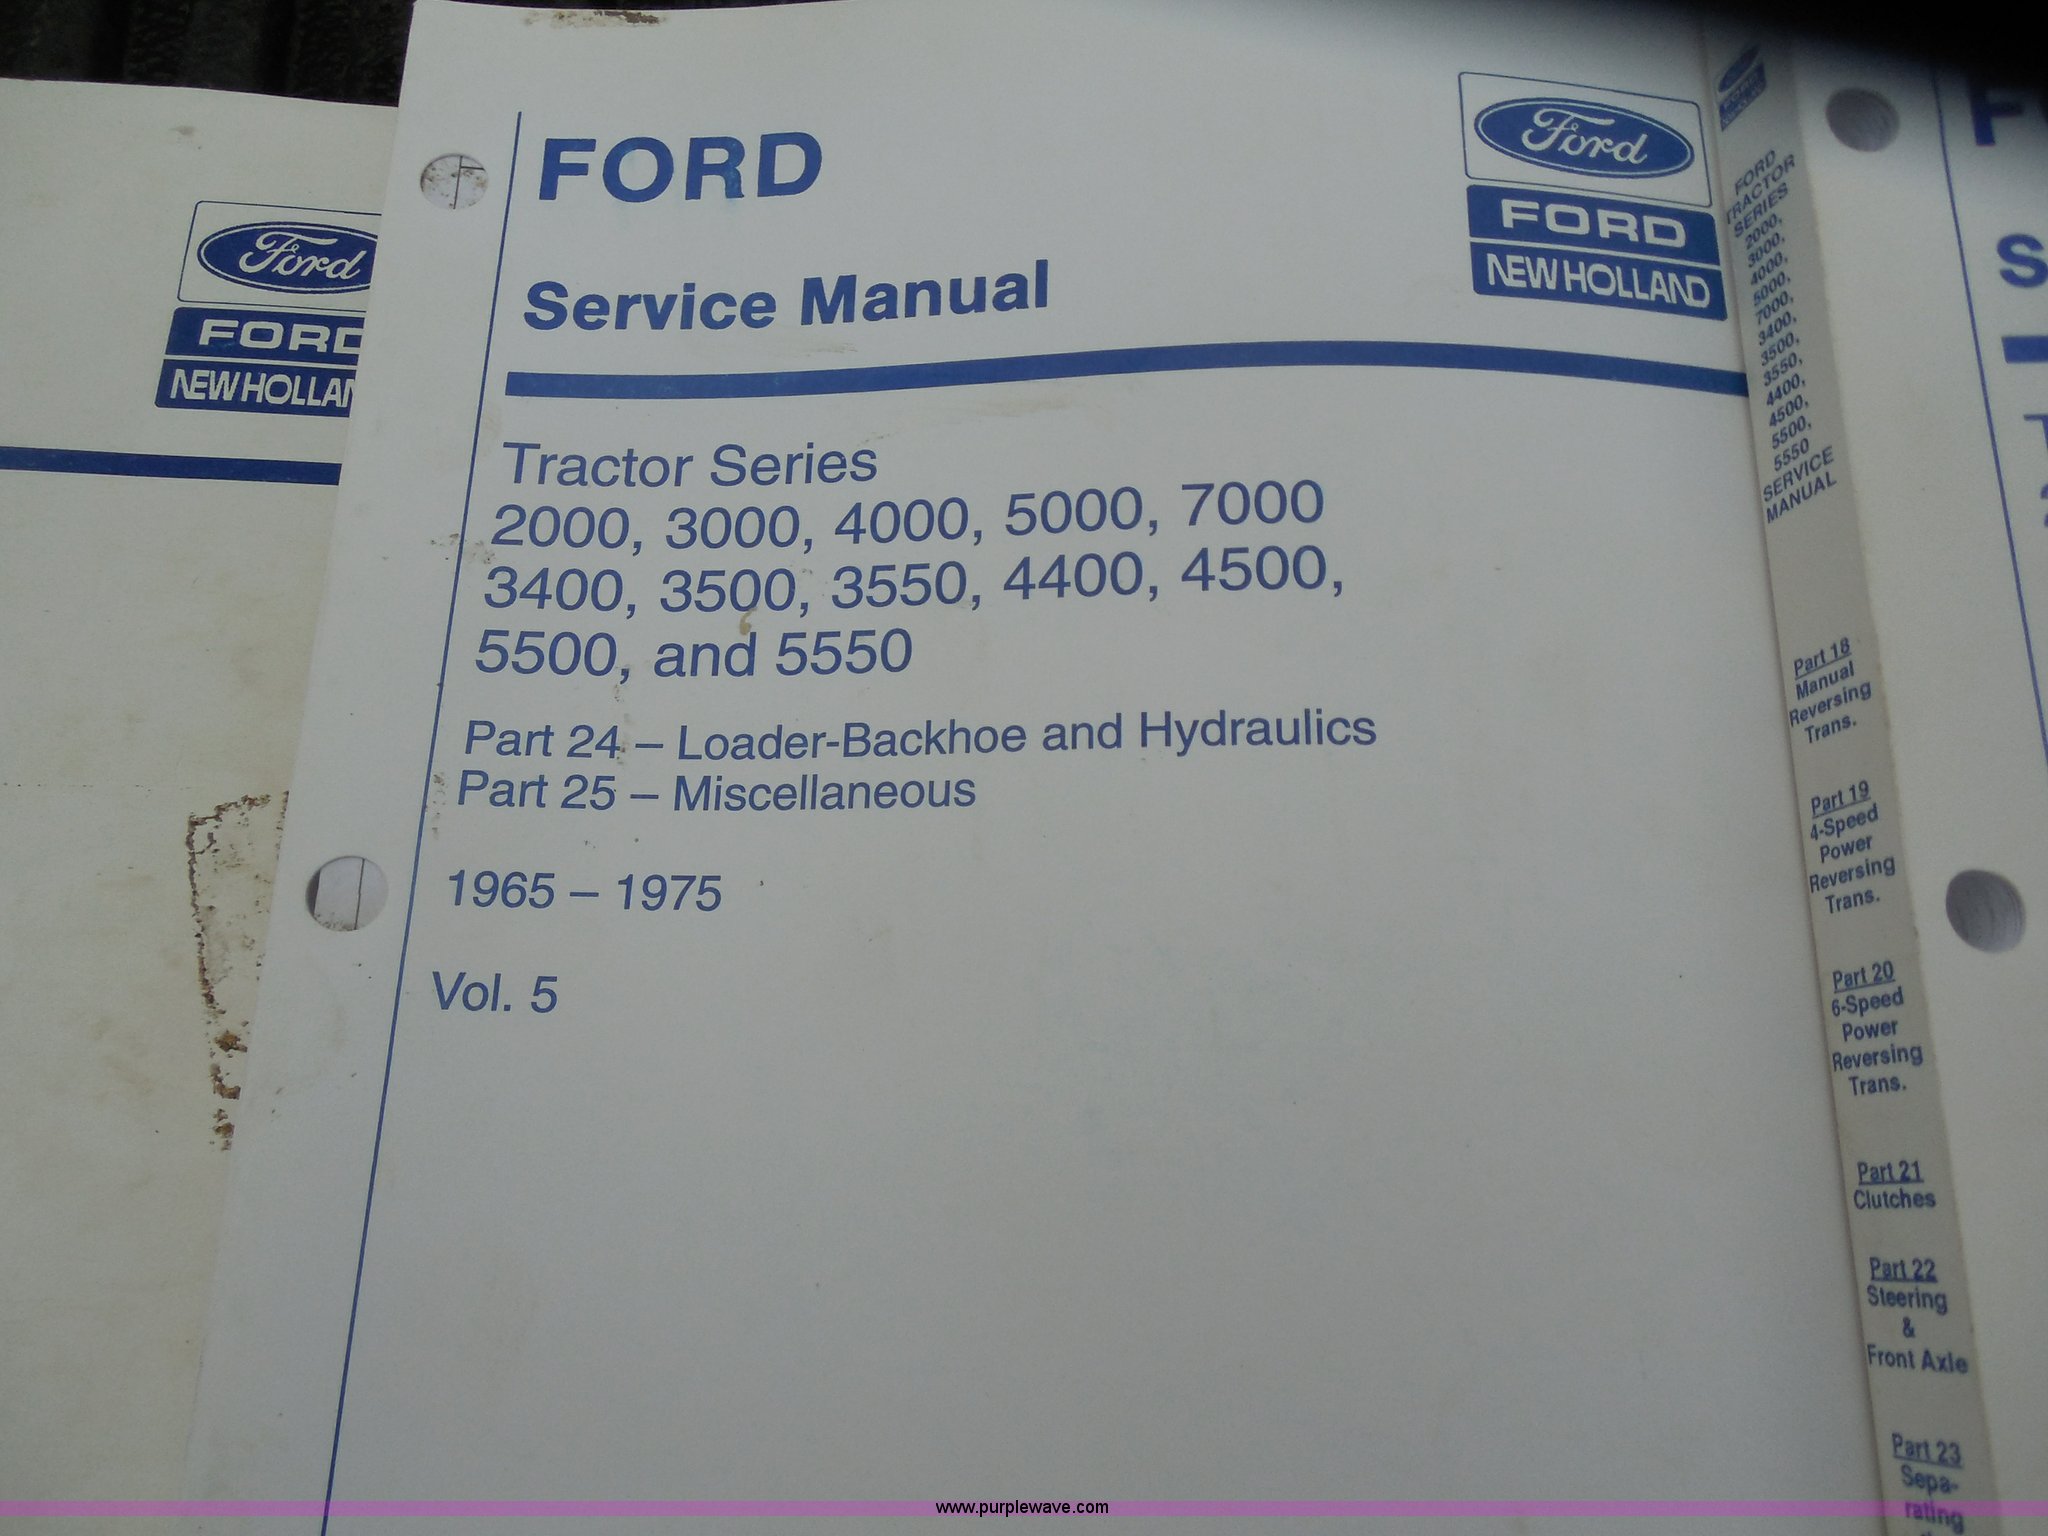 Ford
FORD
NEW HOLLAN
FORD
Service Manual
Ford
FORD
NEW HOLLAND
Tractor Series
2000, 3000, 4000, 5000, 7000
3400, 3500, 3550, 4400, 4500,
5500, and 5550
Part 24 – Loader-Backhoe and Hydraulics
Part 25 – Miscellaneous
1965 – 1975
Vol. 5
FORD
TRACTOR
SERIES
2000,
3000,
4000,
5000,
7000,
3400,
3500,
3550,
4400,
4500,
5500,
5550
SERVICE
MANUAL
Part 18
Manual
Reversing
Trans.
Part 19
4-Speed
Power
Reversing
Trans.
Part 20
6-Speed
Power
Reversing
Trans.
Part 21
Clutches
Part 22
Steering
&
Front Axle
Part 23
Sepa-
rating
F
S
www.purplewave.com